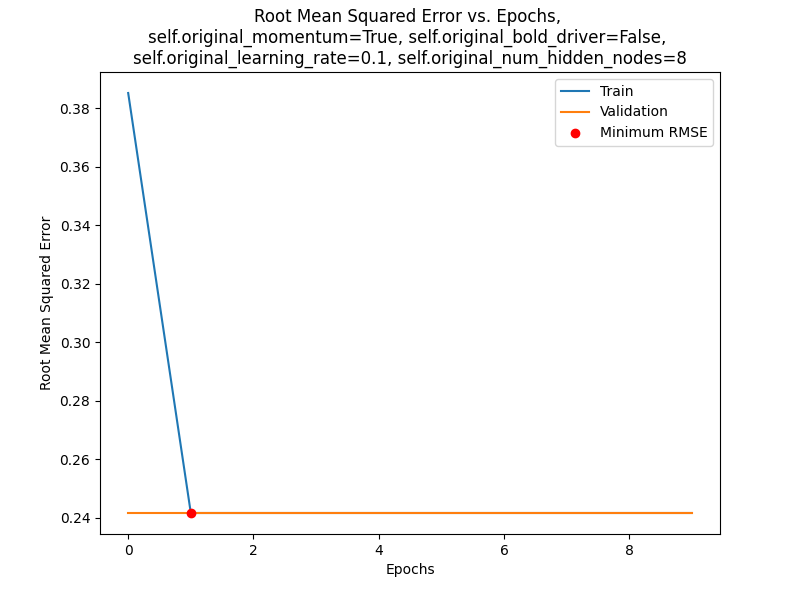 Root Mean Squared Error vs. Epochs,
self.original_momentum=True, self.original_bold_driver=False,
self.original_learning_rate=0.1, self.original_num_hidden_nodes=8
Train
Validation
Minimum RMSE
Root Mean Squared Error
0.38
0.36
0.34
0.32
0.30
0.28
0.26
0.24
0 2 4 6 8
Epochs